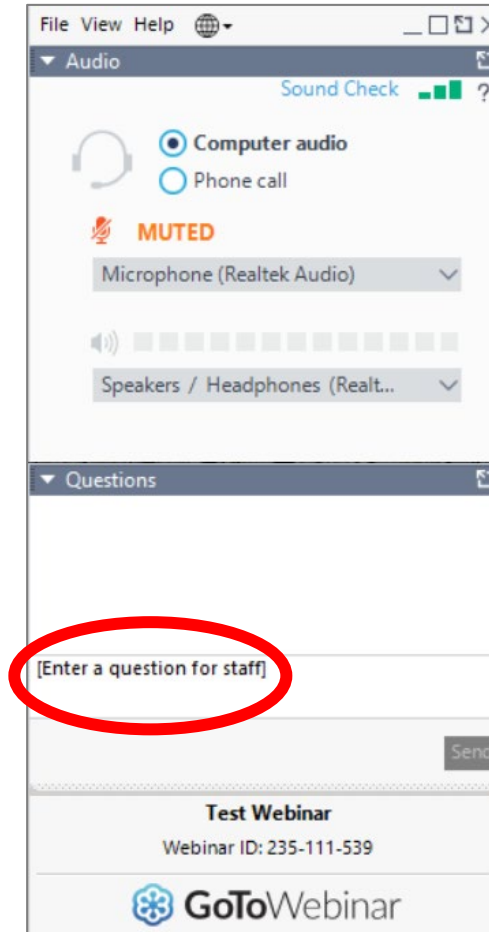 File View Help
Audio
Sound Check ?
Computer audio
Phone call
MUTED
Microphone (Realtek Audio)
Speakers / Headphones (Realt...
Questions
[Enter a question for staff]
Send
Test Webinar
Webinar ID: 235-111-539
GoToWebinar